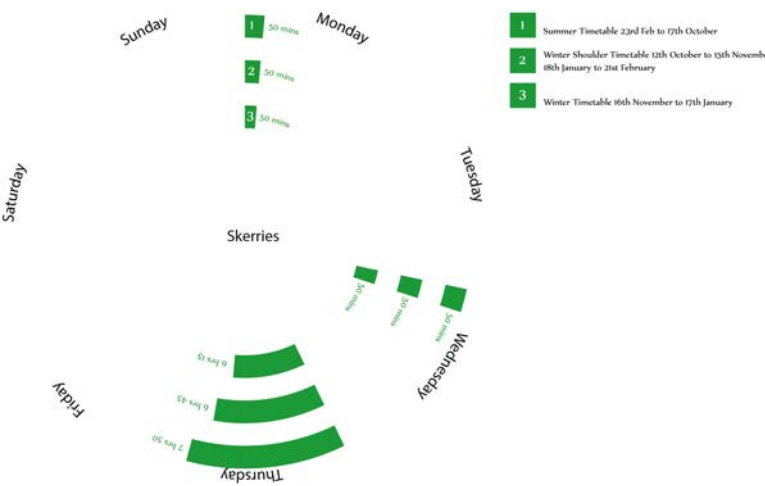 Sunday
Monday
1 50 mins
2 50 mins
3 50 mins
1 Summer Timetable 23rd Feb to 17th October
2 Winter Shoulder Timetable 12th October to 15th Novembe
18th January to 21st February
3 Winter Timetable 16th November to 17th January
Tuesday
Saturday
Skerries
50 mins
50 mins
50 mins
Wednesday
6 hrs 15
6 hrs 45
7 hrs 50
Friday
Thursday